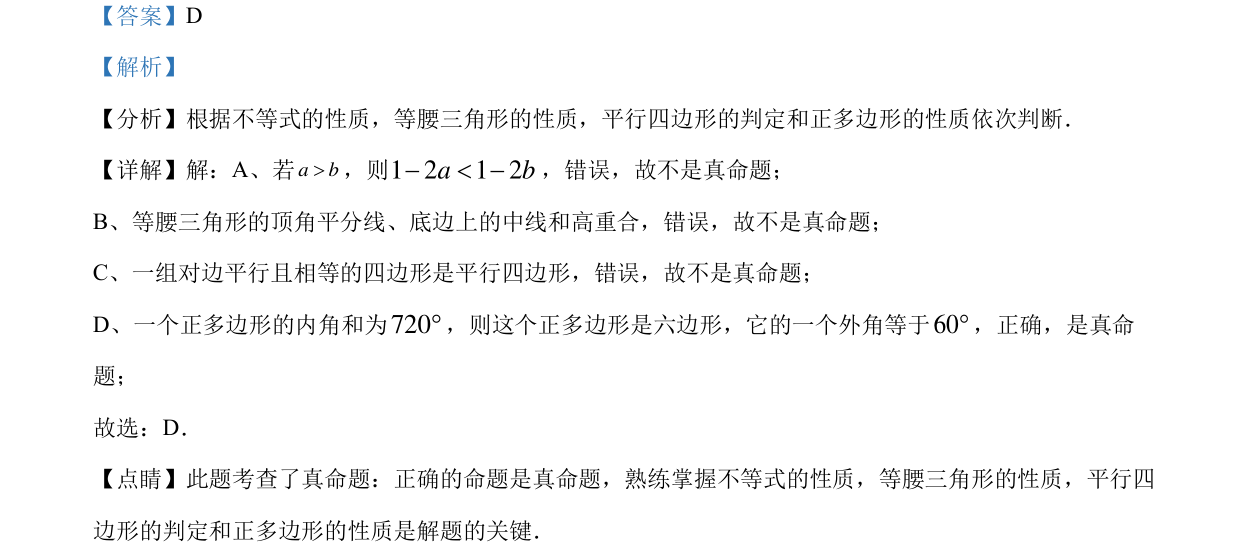 【答案】D
【解析】
【分析】根据不等式的性质，等腰三角形的性质，平行四边形的判定和正多边形的性质依次判断．
【详解】解：A、若 a > b ，则1− 2a < 1− 2b ，错误，故不是真命题；
B、等腰三角形的顶角平分线、底边上的中线和高重合，错误，故不是真命题；
C、一组对边平行且相等的四边形是平行四边形，错误，故不是真命题；
D、一个正多边形的内角和为 720° ，则这个正多边形是六边形，它的一个外角等于 60° ，正确，是真命
题；
故选：D．
【点睛】此题考查了真命题：正确的命题是真命题，熟练掌握不等式的性质，等腰三角形的性质，平行四
边形的判定和正多边形的性质是解题的关键．